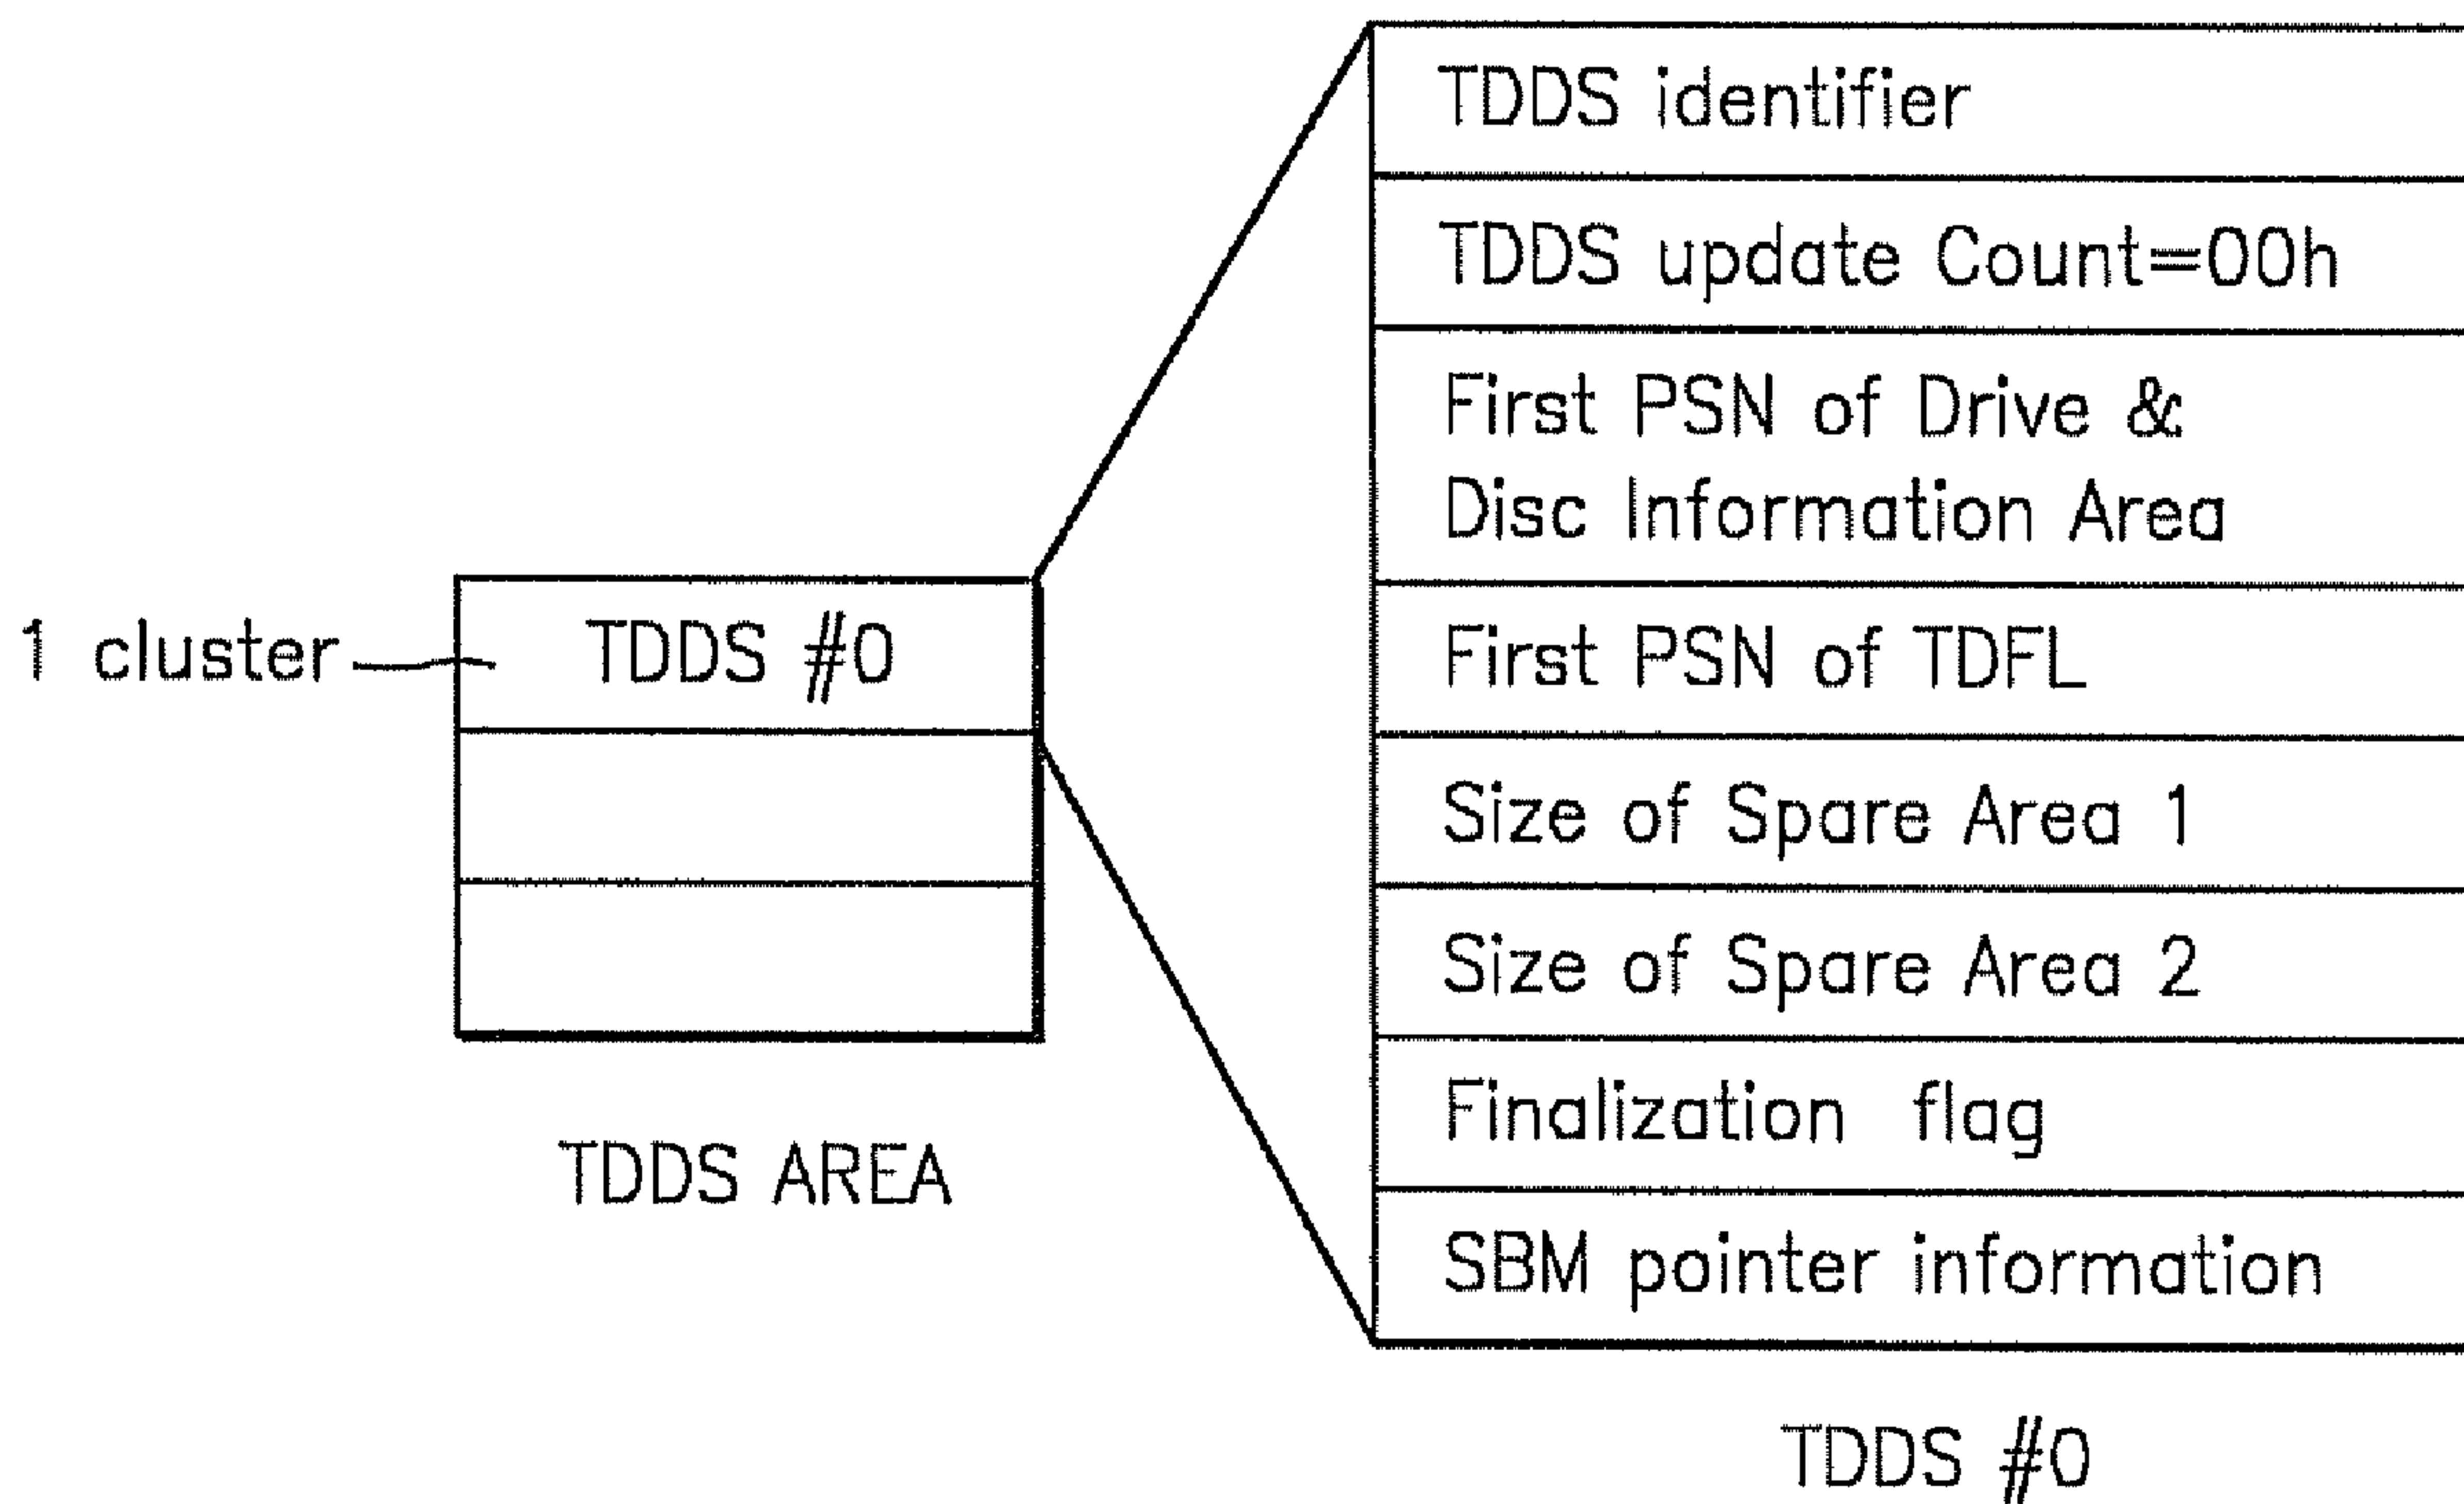 1 cluster
TDDS #0
TDDS AREA
TDDS identifier
TDDS update Count=00h
First PSN of Drive &
Disc Information Area
First PSN of TDFL
Size of Spare Area 1
Size of Spare Area 2
Finalization flag
SBM pointer information
TDDS #0